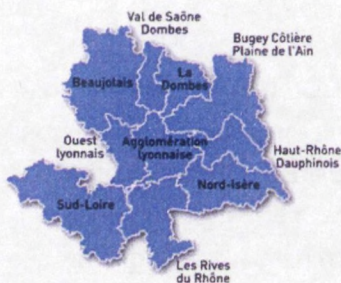 Val de Saône
Dombes
Bugey Côtière
Plaine de l'Ain
Beaujolais
La
Dombes
Ouest
lyonnais
Agglomération
lyonnaise
Haut-Rhône
Dauphinois
Nord-Isère
Sud-Loire
Les Rives
du Rhône